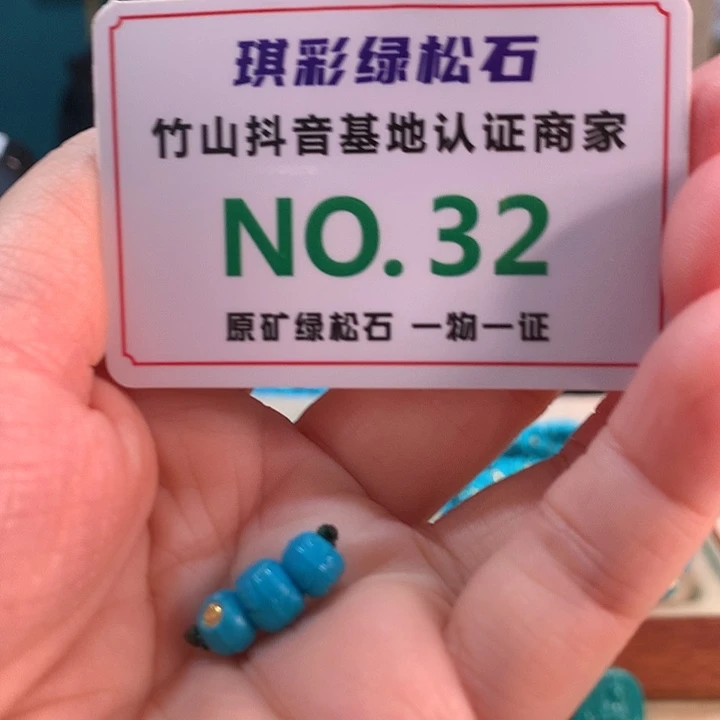 琪彩绿松石
竹山抖音基地认证商家
NO. 32
原矿绿松石 一物一证